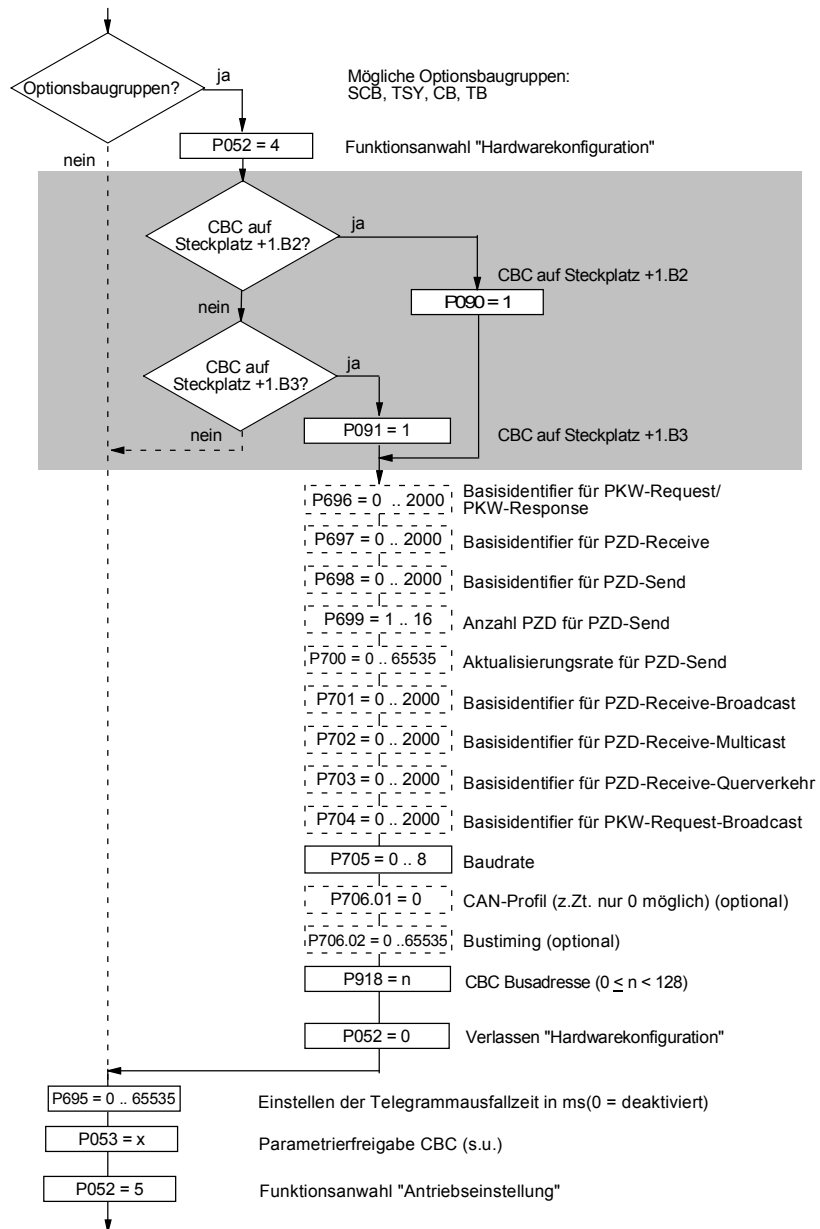 Optionsbaugruppen?
ja
Mögliche Optionsbaugruppen:
SCB, TSY, CB, TB
nein
P052 = 4
Funktionsanwahl "Hardwarekonfiguration"
CBC auf
Steckplatz +1.B2?
ja
CBC auf Steckplatz +1.B2
P090 = 1
nein
CBC auf
Steckplatz +1.B3?
ja
nein
P091 = 1
CBC auf Steckplatz +1.B3
P696 = 0 .. 2000
Basisidentifier für PKW-Request/
PKW-Response
P697 = 0 .. 2000
Basisidentifier für PZD-Receive
P698 = 0 .. 2000
Basisidentifier für PZD-Send
P699 = 1 .. 16
Anzahl PZD für PZD-Send
P700 = 0 .. 65535
Aktualisierungsrate für PZD-Send
P701 = 0 .. 2000
Basisidentifier für PZD-Receive-Broadcast
P702 = 0 .. 2000
Basisidentifier für PZD-Receive-Multicast
P703 = 0 .. 2000
Basisidentifier für PZD-Receive-Querverkehr
P704 = 0 .. 2000
Basisidentifier für PKW-Request-Broadcast
P705 = 0 .. 8
Baudrate
P706.01 = 0
CAN-Profil (z.Zt. nur 0 möglich) (optional)
P706.02 = 0 ..65535
Bustiming (optional)
P918 = n
CBC Busadresse (0 ≤ n < 128)
P052 = 0
Verlassen "Hardwarekonfiguration"
P695 = 0 .. 65535
Einstellen der Telegrammausfallzeit in ms(0 = deaktiviert)
P053 = x
Parametrierfreigabe CBC (s.u.)
P052 = 5
Funktionsanwahl "Antriebseinstellung"